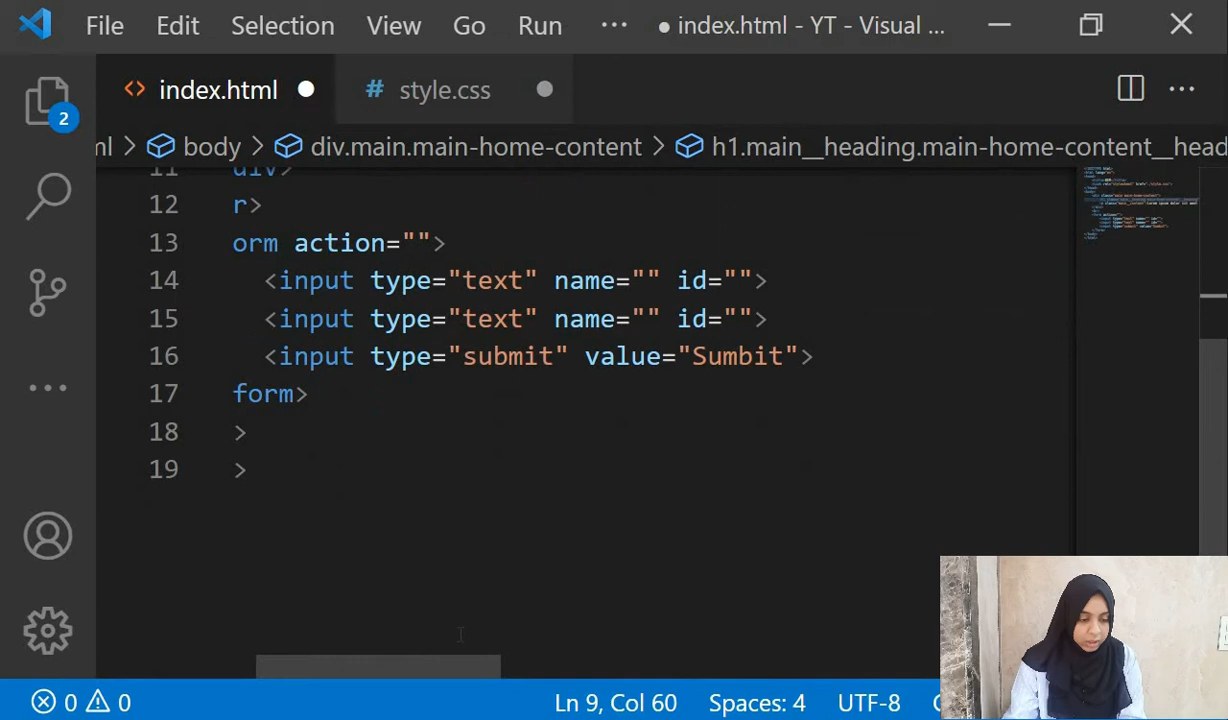 File Edit Selection View Go Run ··· ● index.html - YT - Visual ...
<> index.html ● # style.css ●
ml > body > div.main.main-home-content > h1.main__heading.main-home-content__head
2
11 div>
12 r>
13 orm action="">
14 <input type="text" name="" id="">
15 <input type="text" name="" id="">
16 <input type="submit" value="Sumbit">
17 form>
18 >
19 >
0 0 Ln 9, Col 60 Spaces: 4 UTF-8